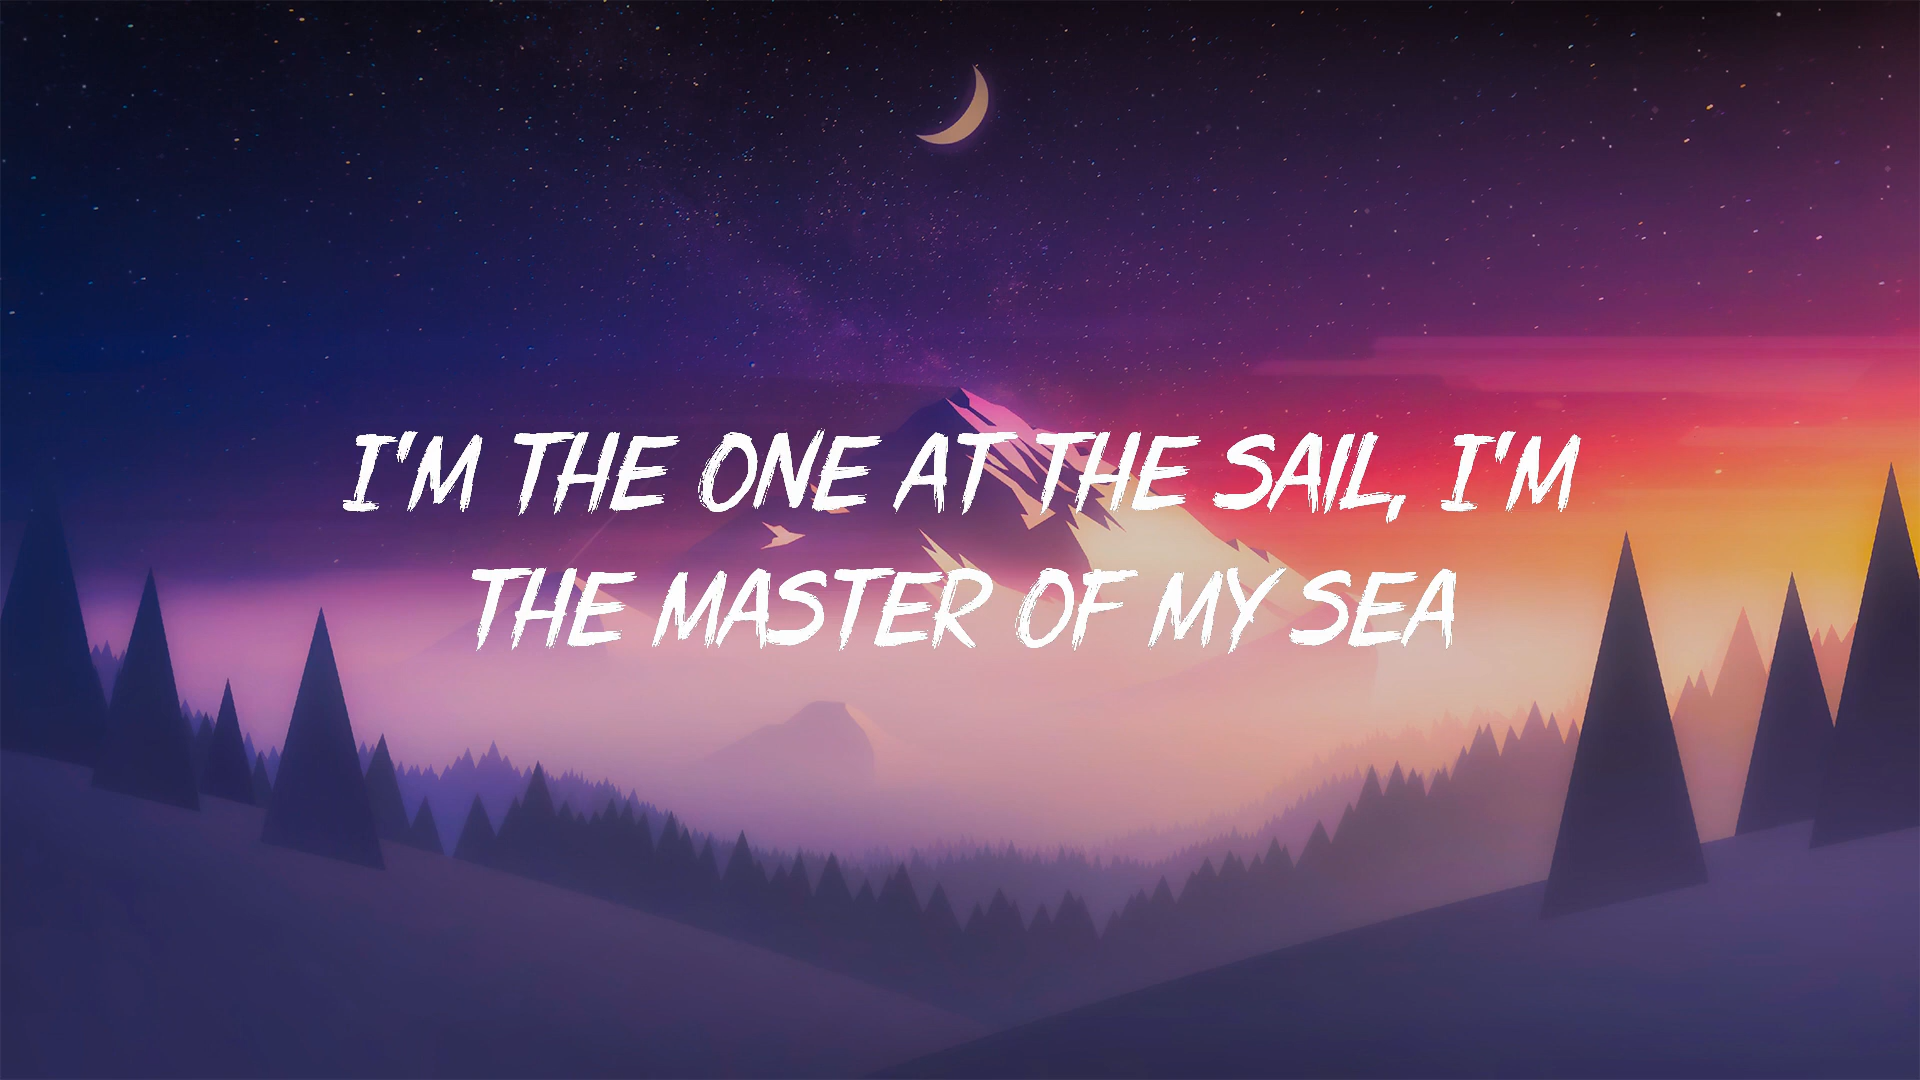 I'M THE ONE AT THE SAIL, I'M
THE MASTER OF MY SEA